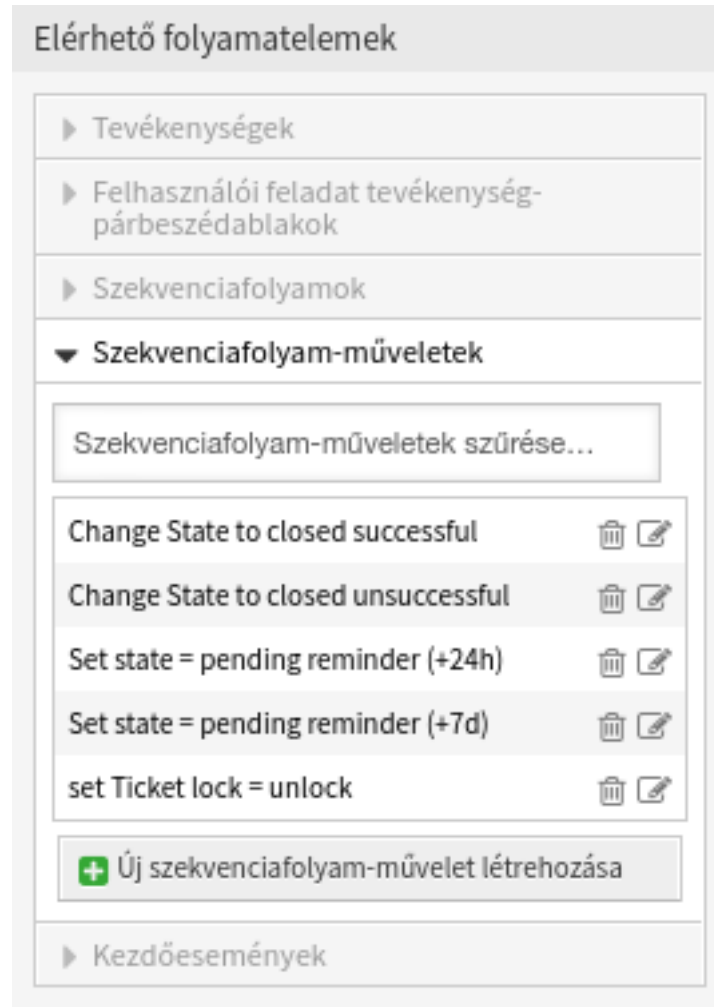 Elérhető folyamatelemek
Tevékenységek
Felhasználói feladat tevékenység-
párbeszédablakok
Szekvenciafolyamok
Szekvenciafolyam-műveletek
Szekvenciafolyam-műveletek szűrése…
Change State to closed successful
Change State to closed unsuccessful
Set state = pending reminder (+24h)
Set state = pending reminder (+7d)
set Ticket lock = unlock
Új szekvenciafolyam-művelet létrehozása
Kezdőesemények